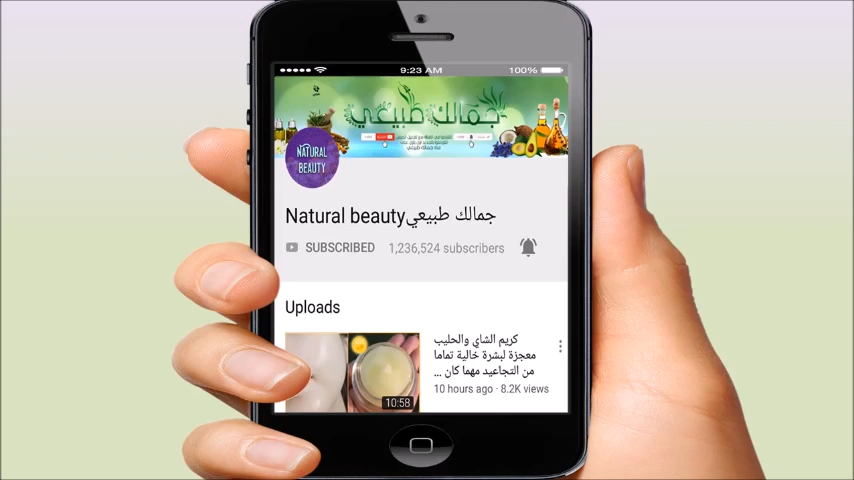 9:23 AM 100%
جمالك طبيعي
NATURAL
BEAUTY
Natural beautyجمالك طبيعي
SUBSCRIBED 1,236,524 subscribers
Uploads
كريم الشاي والحليب
معجزة لبشرة خالية تماما
من التجاعيد مهما كان ...
10 hours ago · 8.2K views
10:58